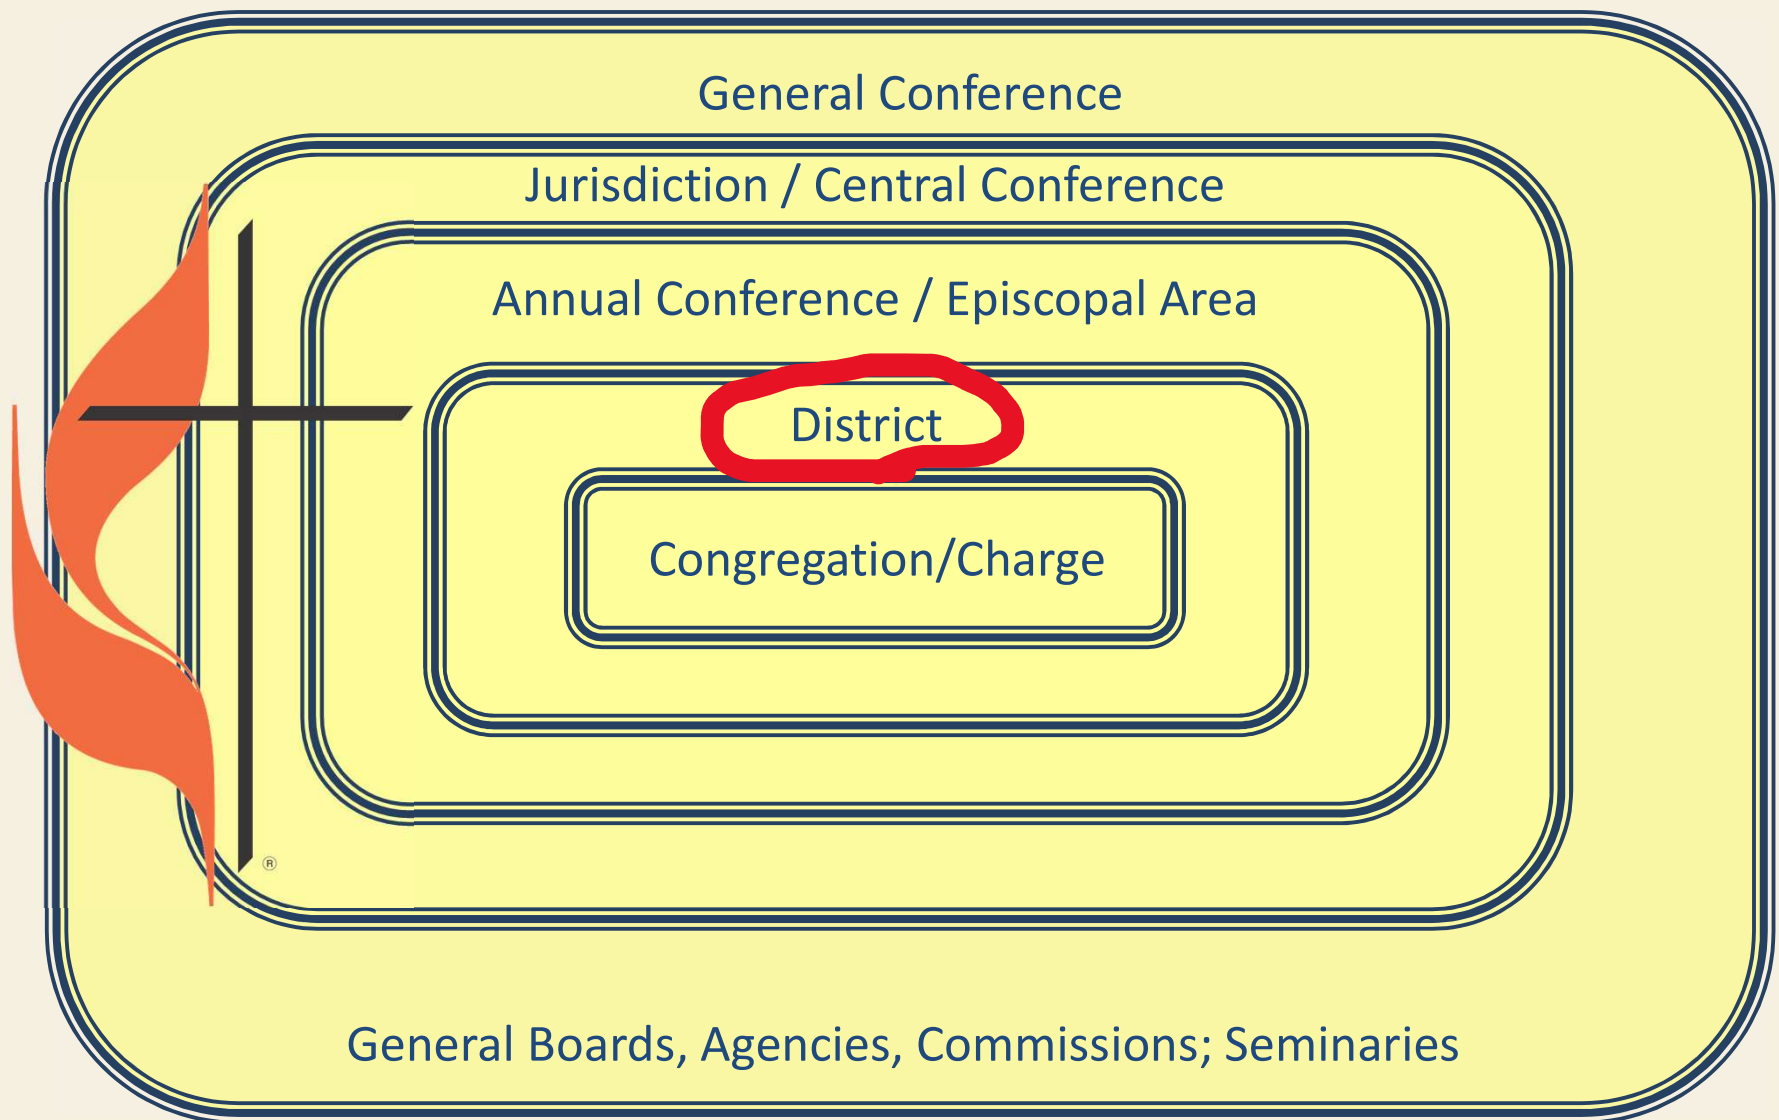 General Conference
Jurisdiction / Central Conference
Annual Conference / Episcopal Area
District
Congregation/Charge
®
General Boards, Agencies, Commissions; Seminaries